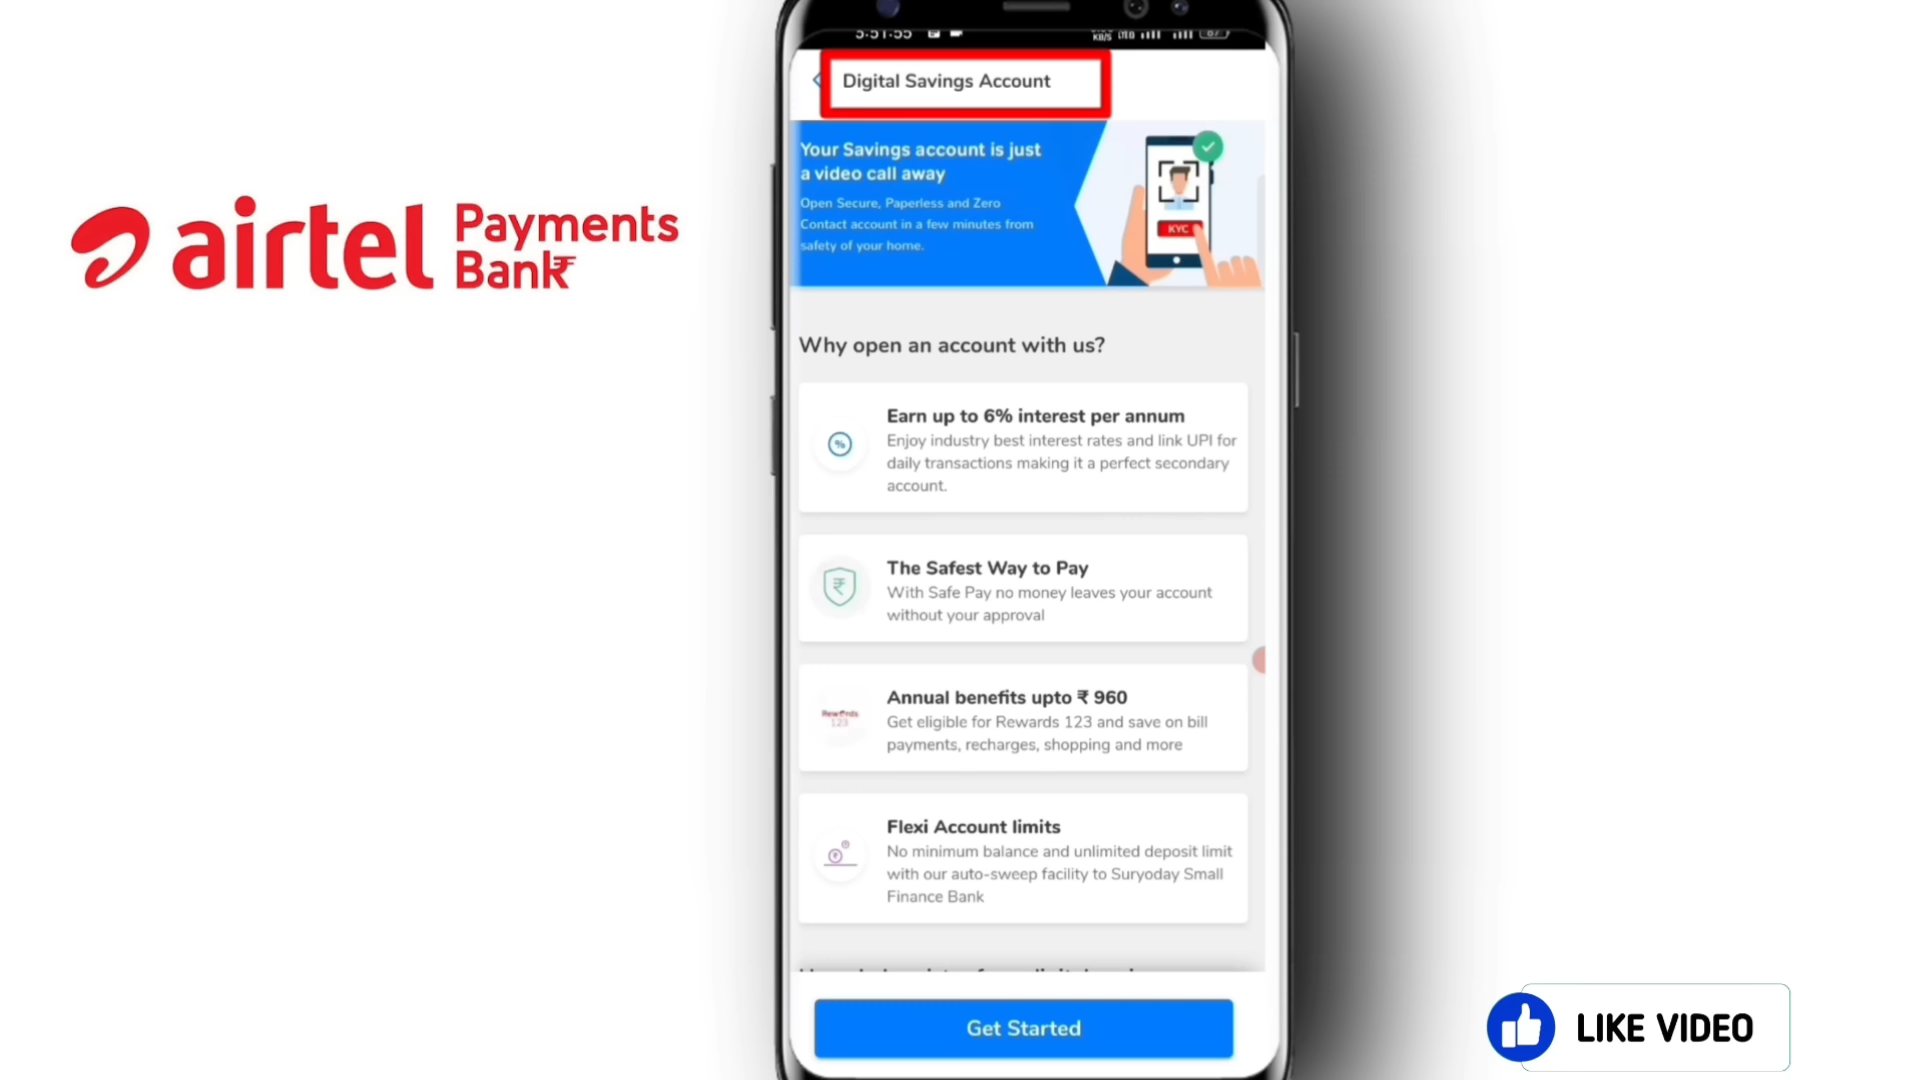 airtel Payments Bank
Digital Savings Account
Your Savings account is just
a video call away
Open Secure, Paperless and Zero
Contact account in a few minutes from
safety of your home.
KYC
Why open an account with us?
Earn up to 6% interest per annum
Enjoy industry best interest rates and link UPI for
daily transactions making it a perfect secondary
account.
The Safest Way to Pay
With Safe Pay no money leaves your account
without your approval
Rewards
123
Annual benefits upto ₹ 960
Get eligible for Rewards 123 and save on bill
payments, recharges, shopping and more
Flexi Account limits
No minimum balance and unlimited deposit limit
with our auto-sweep facility to Suryoday Small
Finance Bank
Get Started
LIKE VIDEO